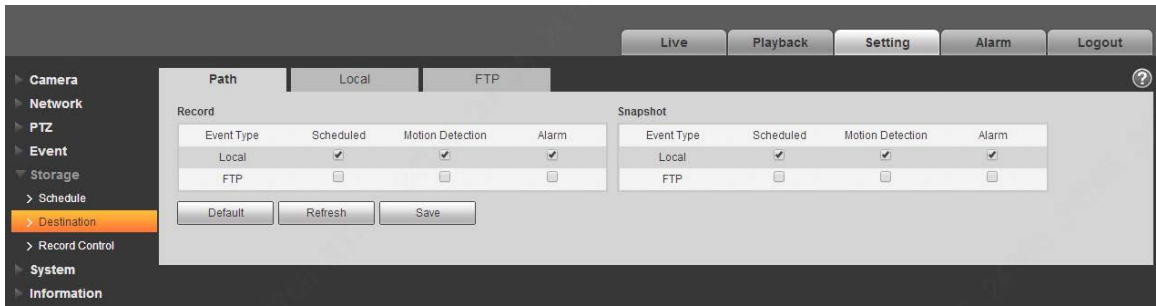 Live Playback Setting Alarm Logout
Camera
Network
PTZ
Event
Storage
Schedule
Destination
Record Control
System
Information
Path Local FTP
Record
Event Type Scheduled Motion Detection Alarm
Local
FTP
Default Refresh Save
Snapshot
Event Type Scheduled Motion Detection Alarm
Local
FTP